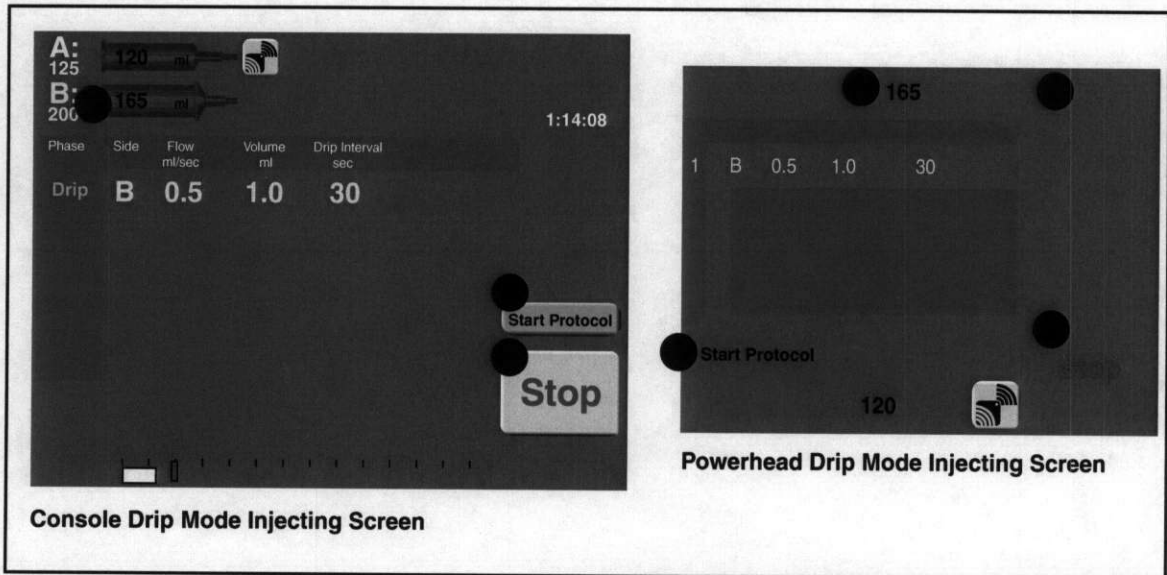 A:
125
120 ml
B:
200
165 ml
1:14:08
Phase Side Flow ml/sec Volume ml Drip Interval sec
Drip B 0.5 1.0 30
Start Protocol
Stop
Console Drip Mode Injecting Screen
165
1 B 0.5 1.0 30
Start Protocol
120
Powerhead Drip Mode Injecting Screen